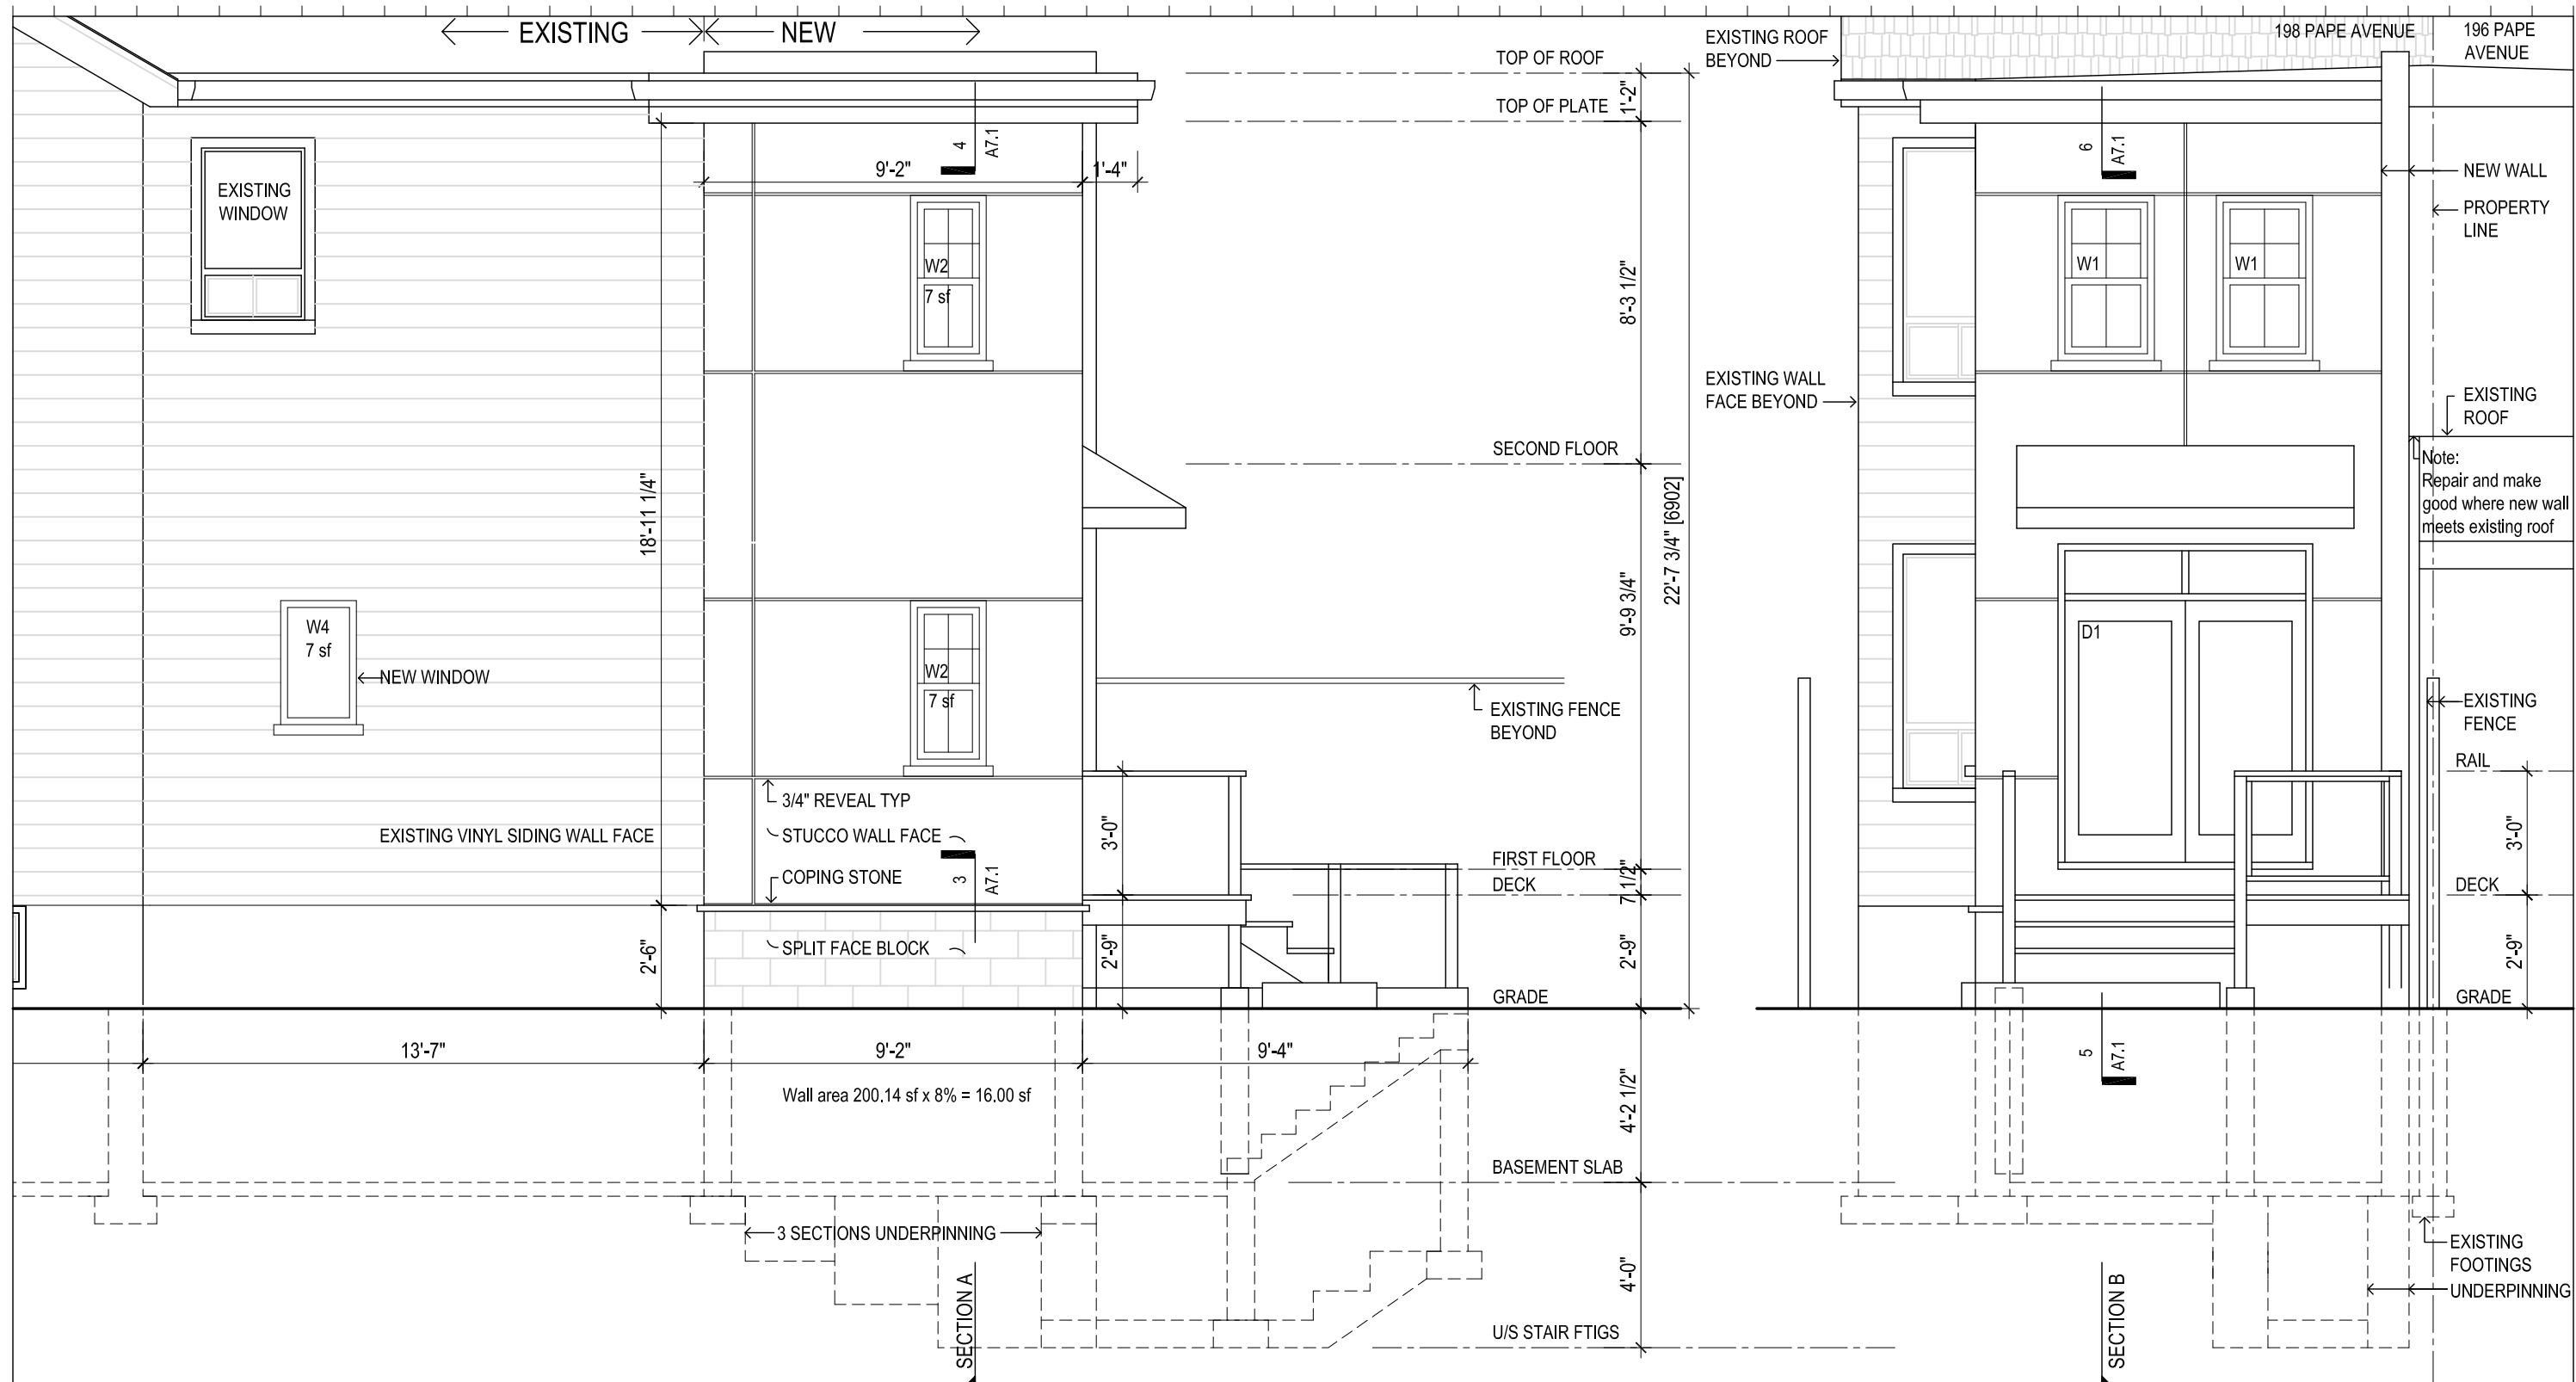 EXISTING
NEW
EXISTING
WINDOW
W4
7 sf
NEW WINDOW
EXISTING VINYL SIDING WALL FACE
18'-11 1/4"
2'-6"
4
A7.1
9'-2"
1'-4"
W2
7 sf
W2
7 sf
3/4" REVEAL TYP
STUCCO WALL FACE
COPING STONE
3
A7.1
SPLIT FACE BLOCK
3'-0"
2'-9"
13'-7"
9'-2"
9'-4"
Wall area 200.14 sf x 8% = 16.00 sf
3 SECTIONS UNDERPINNING
SECTION A
TOP OF ROOF
TOP OF PLATE
SECOND FLOOR
EXISTING FENCE
BEYOND
FIRST FLOOR
DECK
GRADE
BASEMENT SLAB
U/S STAIR FTIGS
1'-2"
8'-3 1/2"
9'-9 3/4"
7 1/2"
2'-9"
4'-2 1/2"
4'-0"
22'-7 3/4" [6902]
EXISTING ROOF
BEYOND
198 PAPE AVENUE
196 PAPE
AVENUE
6
A7.1
NEW WALL
PROPERTY
LINE
W1
W1
EXISTING WALL
FACE BEYOND
EXISTING
ROOF
Note:
Repair and make
good where new wall
meets existing roof
D1
EXISTING
FENCE
RAIL
3'-0"
DECK
2'-9"
GRADE
5
A7.1
EXISTING
FOOTINGS
UNDERPINNING
SECTION B